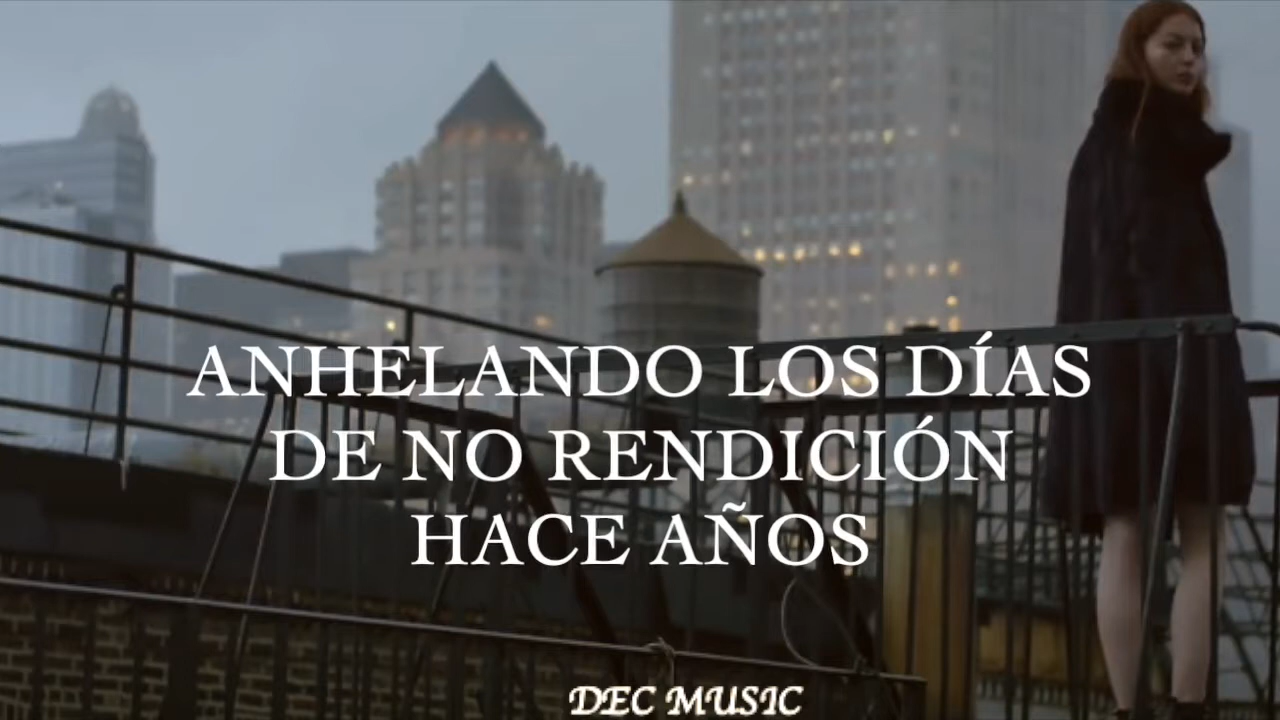 ANHELANDO LOS DÍAS
DE NO RENDICIÓN
HACE AÑOS
DEC MUSIC